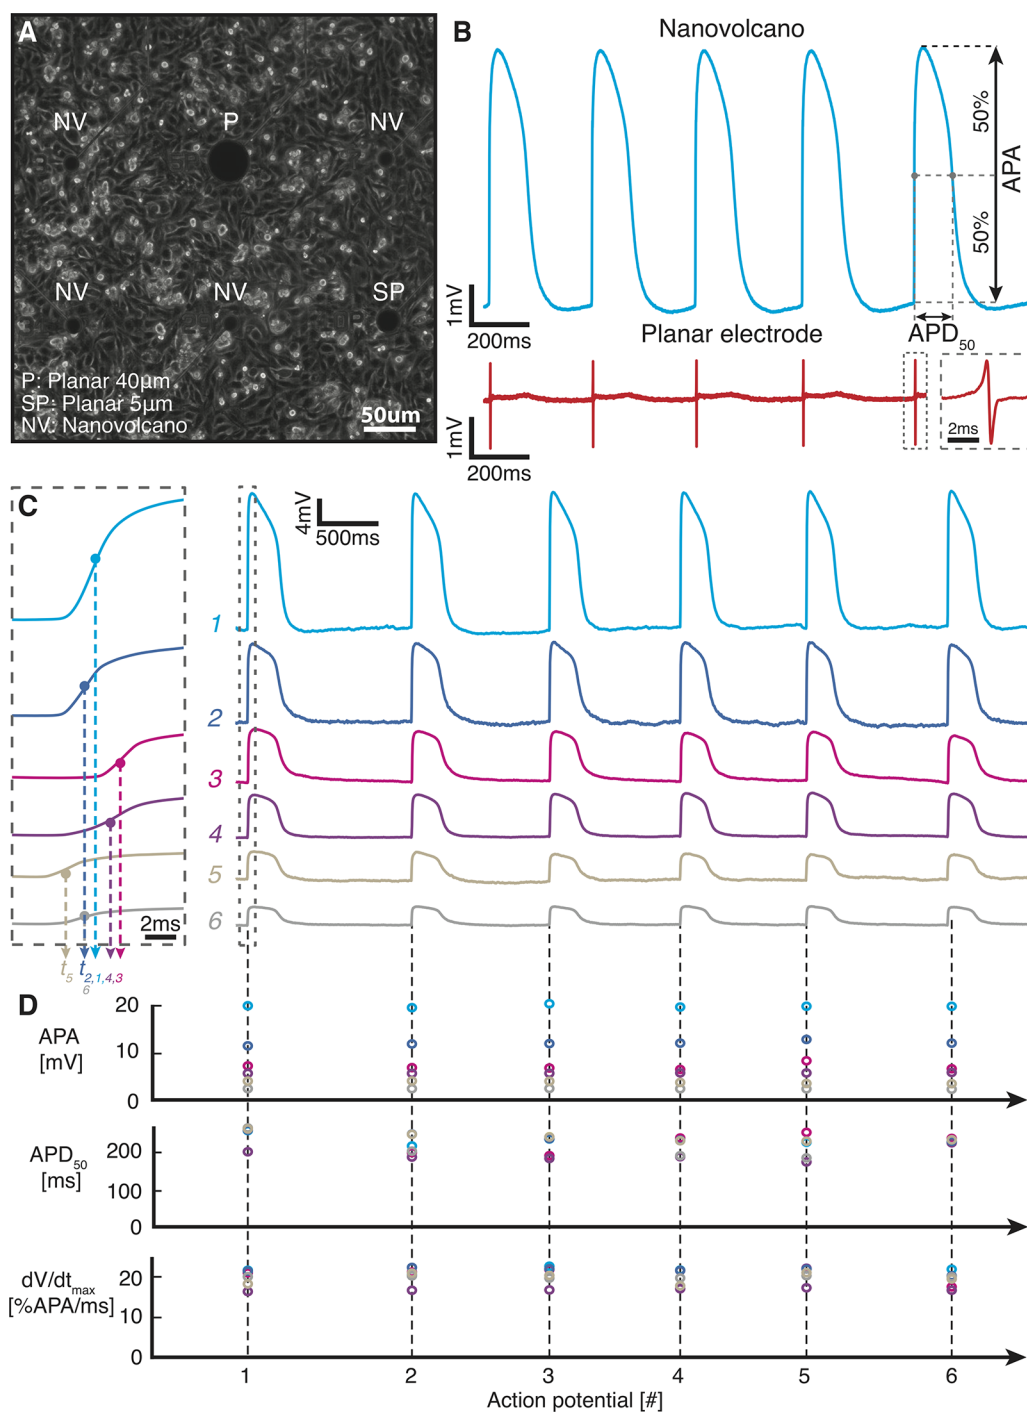 A
NV
P
NV
NV
NV
SP
P: Planar 40μm
SP: Planar 5μm
NV: Nanovolcano
50um
B
Nanovolcano
50%
50%
APA
1mV
200ms
APD50
Planar electrode
1mV
200ms
2ms
C
4mV
500ms
1
2
3
4
5
6
2ms
t5
t2,1,4,3
6
D
APA
[mV]
20
10
0
APD50
[ms]
200
100
0
dV/dtmax
[%APA/ms]
20
10
0
1 2 3 4 5 6
Action potential [#]